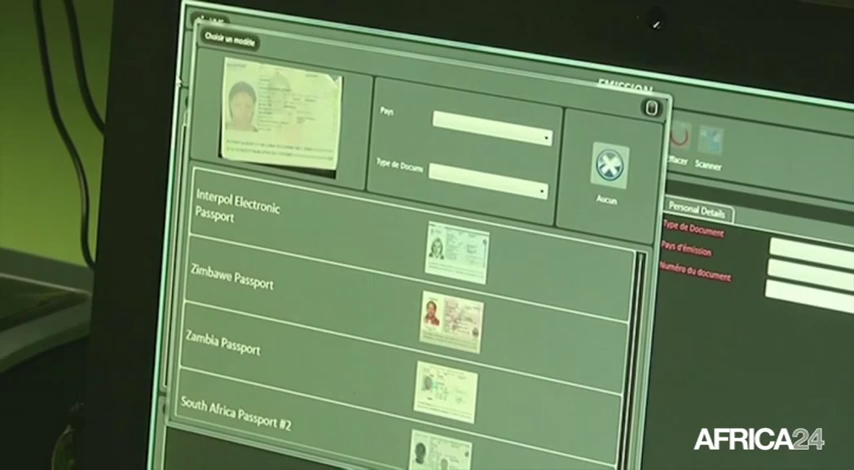 Choisir un modèle
EMISSION
Pays
Type de Docums
Aucun
effacer
Scanner
Personal Details
Type de Document
Pays d'émission
Numéro du document
Interpol Electronic
Passport
Zimbawe Passport
Zambia Passport
South Africa Passport #2
AFRICA24